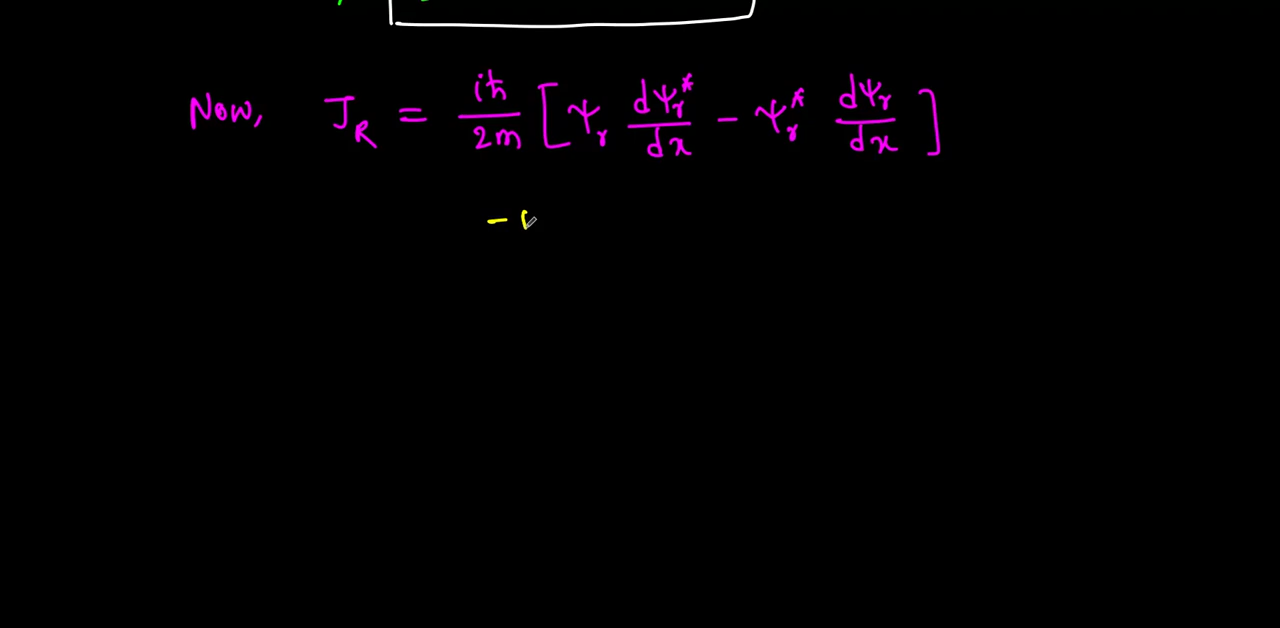 Now, J_R = iħ/2m [ψ_r dψ_r*/dx - ψ_r* dψ_r/dx]
-